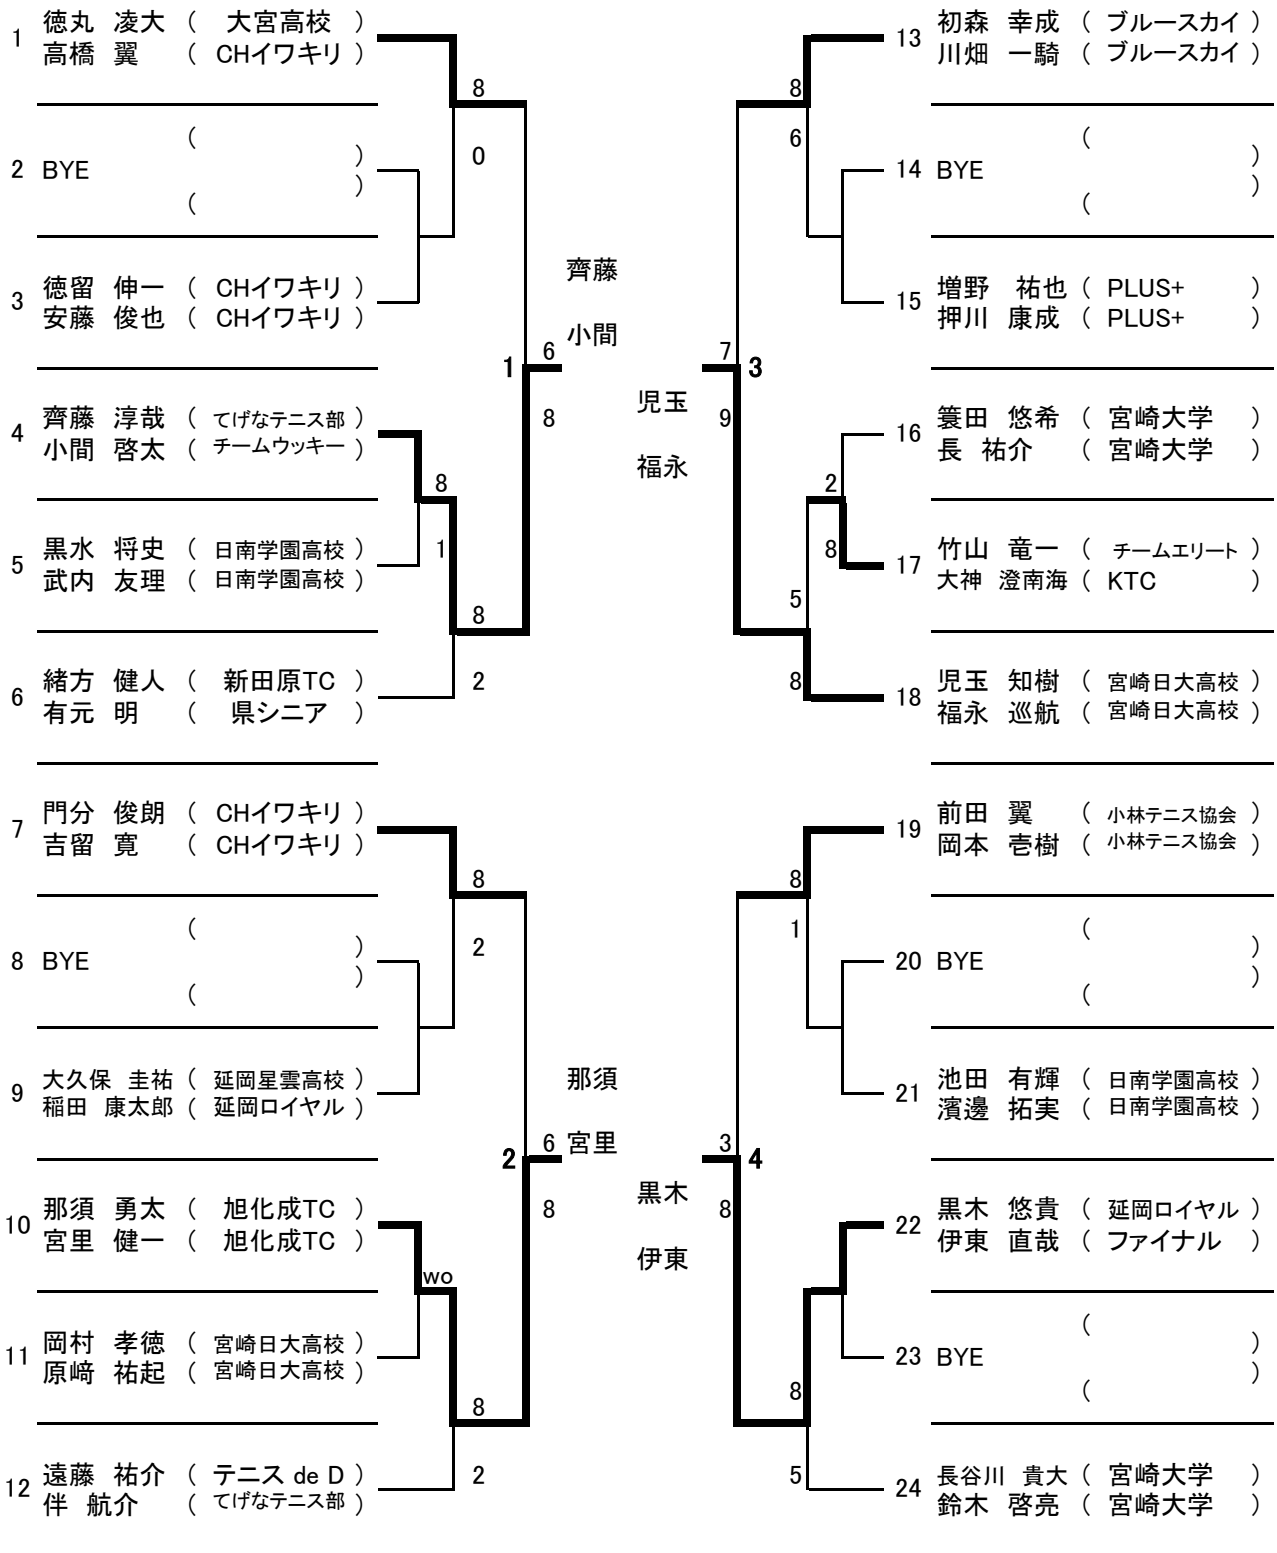 1 徳丸 凌大 ( 大宮高校 )
高橋 翼 ( CHイワキリ )
8
0
2 BYE ( )
( )
3 徳留 伸一 ( CHイワキリ )
安藤 俊也 ( CHイワキリ )
齊藤
小間
1
6
8
4 齊藤 淳哉 ( てげなテニス部 )
小間 啓太 ( チームウッキー )
8
1
5 黒水 将史 ( 日南学園高校 )
武内 友理 ( 日南学園高校 )
8
2
6 緒方 健人 ( 新田原TC )
有元 明 ( 県シニア )
7 門分 俊朗 ( CHイワキリ )
吉留 寛 ( CHイワキリ )
8
2
8 BYE ( )
( )
9 大久保 圭祐 ( 延岡星雲高校 )
稲田 康太郎 ( 延岡ロイヤル )
那須
宮里
2
6
8
10 那須 勇太 ( 旭化成TC )
宮里 健一 ( 旭化成TC )
wo
11 岡村 孝徳 ( 宮崎日大高校 )
原﨑 祐起 ( 宮崎日大高校 )
8
2
12 遠藤 祐介 ( テニス de D )
伴 航介 ( てげなテニス部 )
13 初森 幸成 ( ブルースカイ )
川畑 一騎 ( ブルースカイ )
8
6
14 BYE ( )
( )
15 増野 祐也 ( PLUS+ )
押川 康成 ( PLUS+ )
7
3
児玉
9
福永
16 簑田 悠希 ( 宮崎大学 )
長 祐介 ( 宮崎大学 )
2
8
17 竹山 竜一 ( チームエリート )
大神 澄南海 ( KTC )
5
8
18 児玉 知樹 ( 宮崎日大高校 )
福永 巡航 ( 宮崎日大高校 )
19 前田 翼 ( 小林テニス協会 )
岡本 壱樹 ( 小林テニス協会 )
8
1
20 BYE ( )
( )
21 池田 有輝 ( 日南学園高校 )
濱邊 拓実 ( 日南学園高校 )
3
4
黒木
8
伊東
22 黒木 悠貴 ( 延岡ロイヤル )
伊東 直哉 ( ファイナル )
23 BYE ( )
( )
8
5
24 長谷川 貴大 ( 宮崎大学 )
鈴木 啓亮 ( 宮崎大学 )